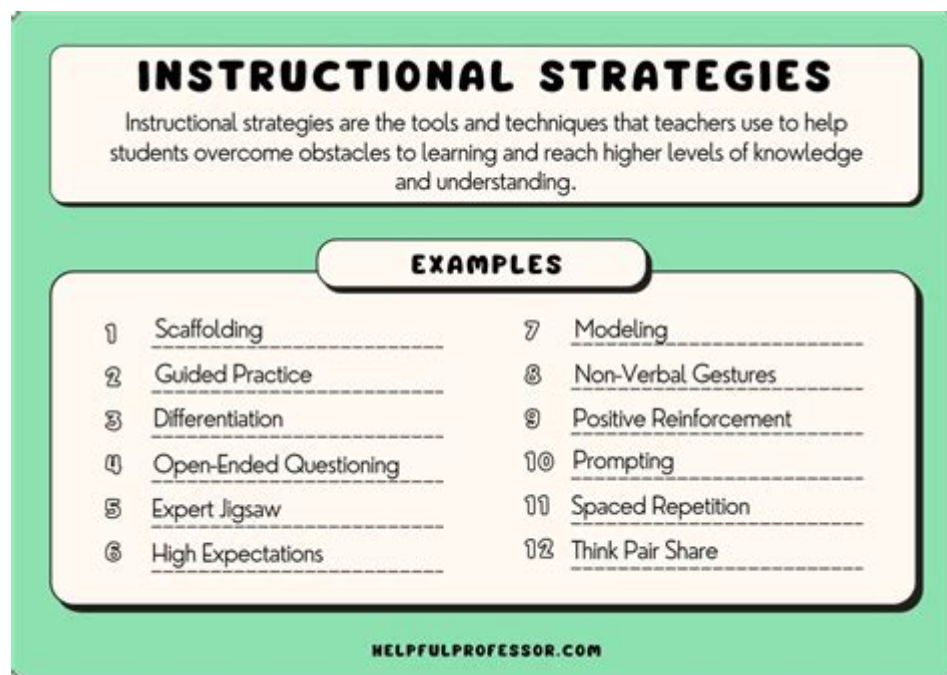 INSTRUCTIONAL STRATEGIES
Instructional strategies are the tools and techniques that teachers use to help
students overcome obstacles to learning and reach higher levels of knowledge
and understanding.
EXAMPLES
1 Scaffolding
2 Guided Practice
3 Differentiation
4 Open-Ended Questioning
5 Expert Jigsaw
6 High Expectations
7 Modeling
8 Non-Verbal Gestures
9 Positive Reinforcement
10 Prompting
11 Spaced Repetition
12 Think Pair Share
HELPFULPROFESSOR.COM